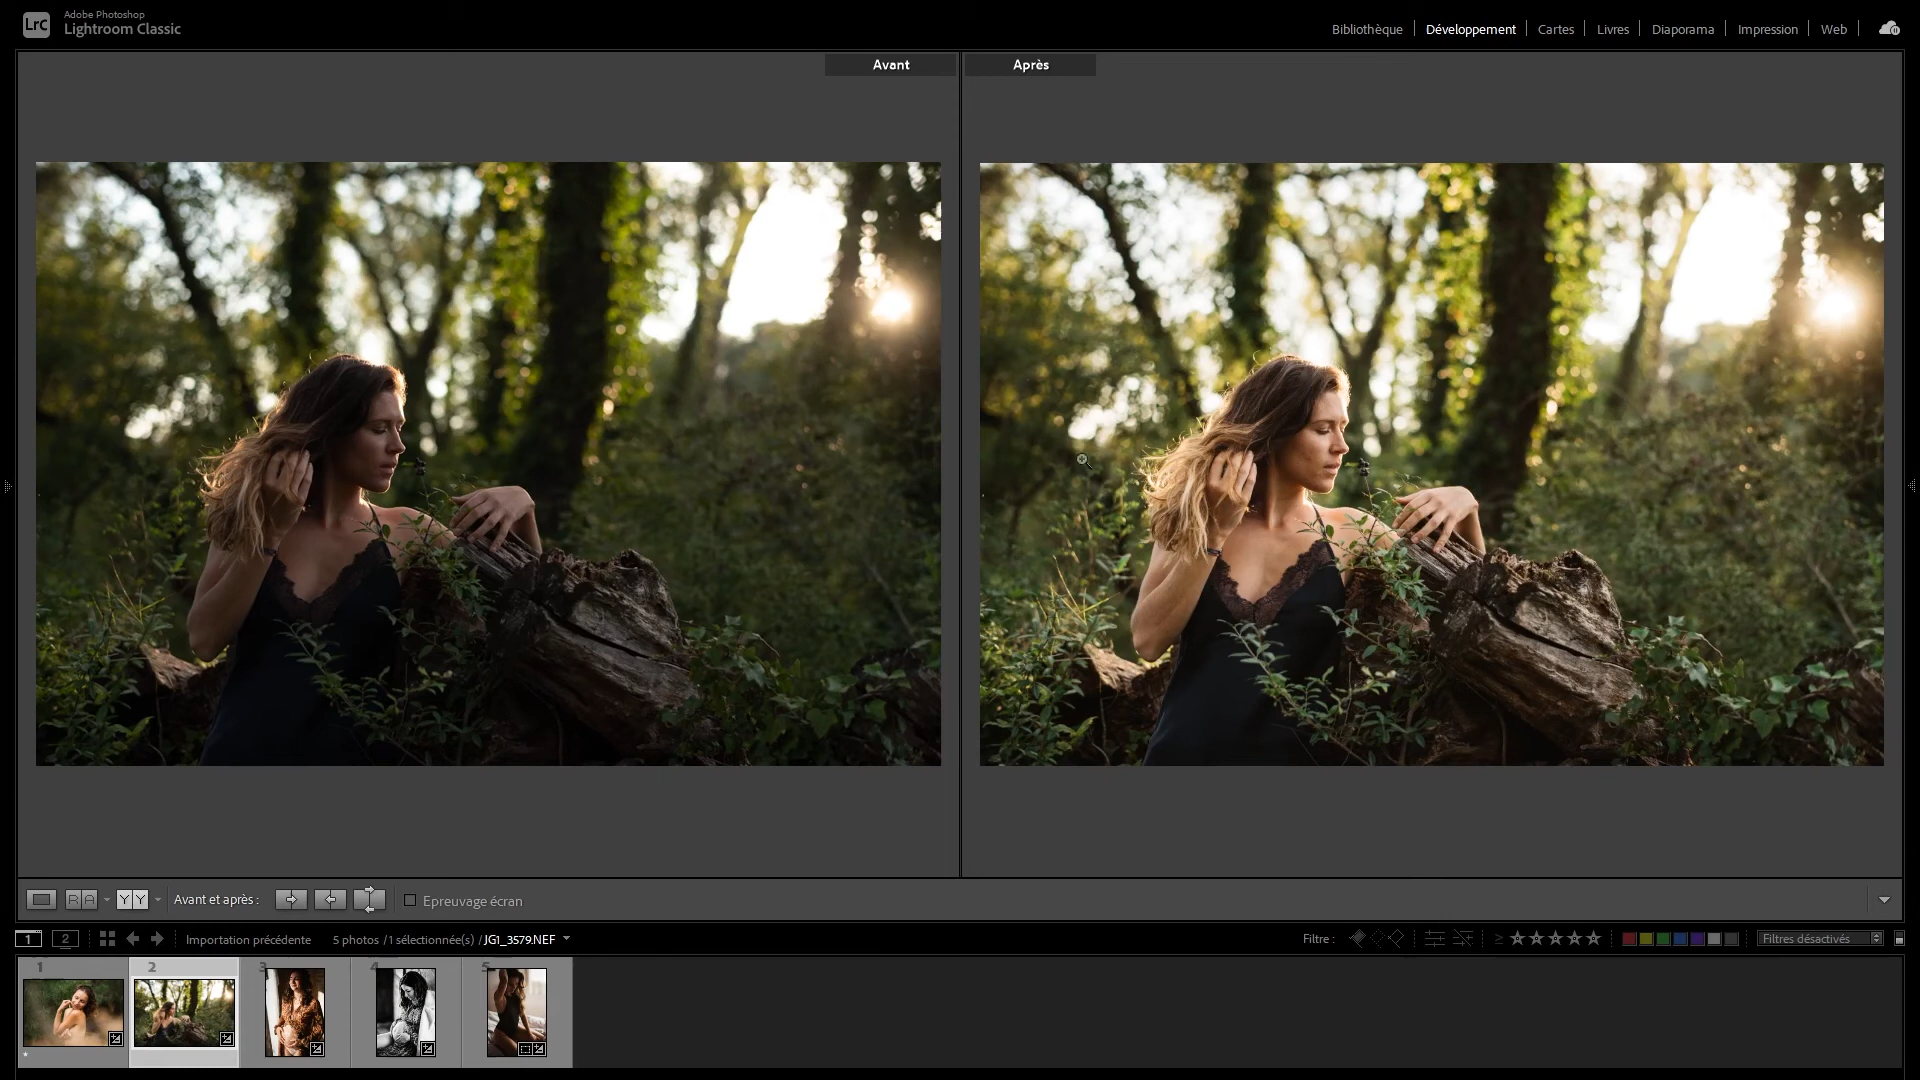 LrC
Adobe Photoshop
Lightroom Classic
Bibliothèque | Développement | Cartes | Livres | Diaporama | Impression | Web
Avant
Après
R A
Y Y
Avant et après :
Epreuvage écran
1
2
Importation précédente
5 photos /1 sélectionnée(s) /JG1_3579.NEF
Filtre :
≥
Filtres désactivés
1
2
3
4
5